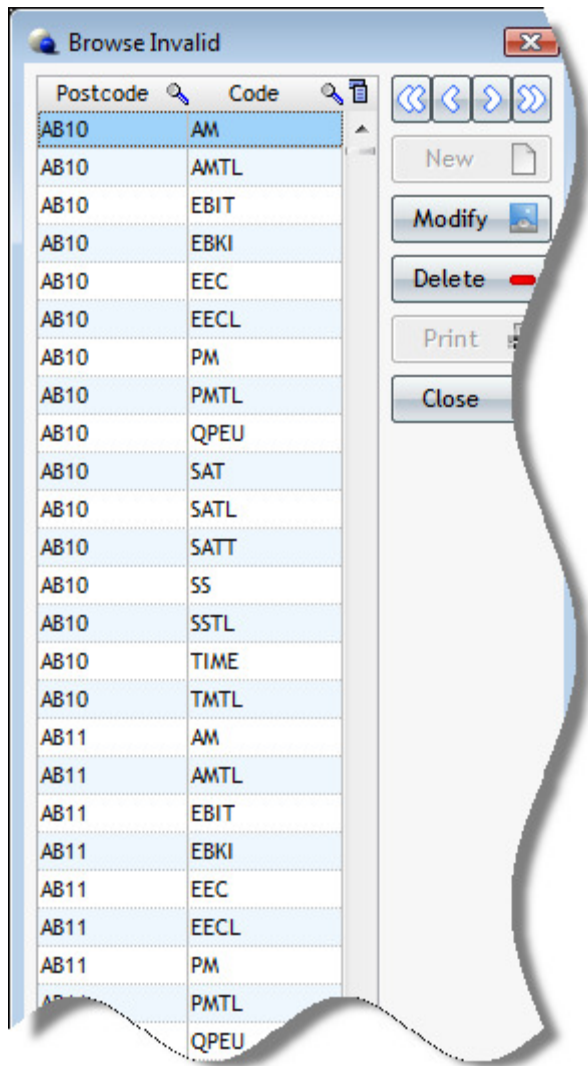 Browse Invalid
Postcode Code
AB10 AM
AB10 AMTL
New
AB10 EBIT
Modify
AB10 EBKI
AB10 EEC
Delete
AB10 EECL
Print
AB10 PM
AB10 PMTL
Close
AB10 QPEU
AB10 SAT
AB10 SATL
AB10 SATT
AB10 SS
AB10 SSTL
AB10 TIME
AB10 TMTL
AB11 AM
AB11 AMTL
AB11 EBIT
AB11 EBKI
AB11 EEC
AB11 EECL
AB11 PM
PMTL
QPEU